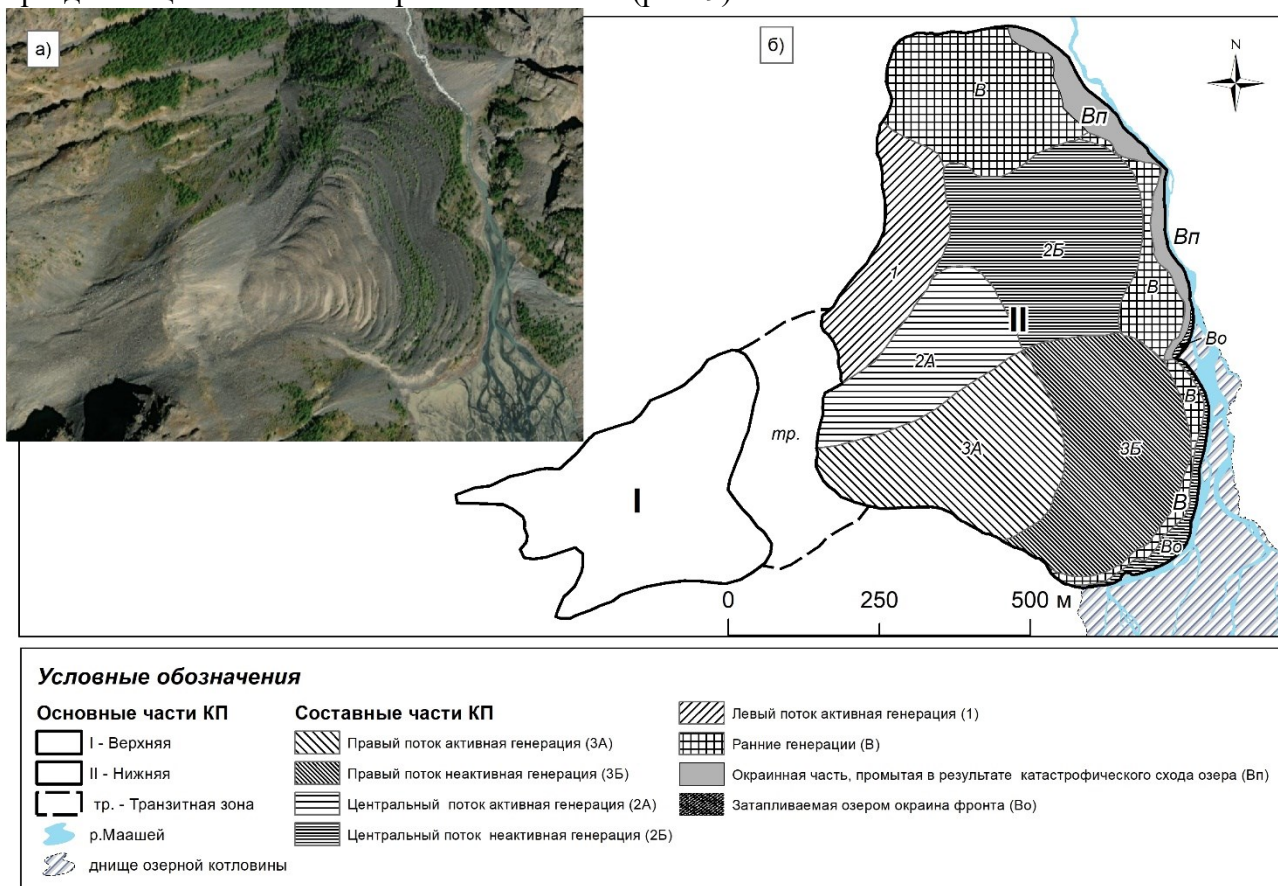 а)
б)
N
В
Вп
1
2Б
Вп
В
II
Во
2А
тр.
В
3А
3Б
I
В
Во
0 250 500 м
Условные обозначения
Основные части КП
I - Верхняя
II - Нижняя
тр. - Транзитная зона
р.Маашей
днище озерной котловины
Составные части КП
Правый поток активная генерация (3А)
Правый поток неактивная генерация (3Б)
Центральный поток активная генерация (2А)
Центральный поток неактивная генерация (2Б)
Левый поток активная генерация (1)
Ранние генерации (В)
Окраинная часть, промытая в результате катастрофического схода озера (Вп)
Затапливаемая озером окраина фронта (Во)